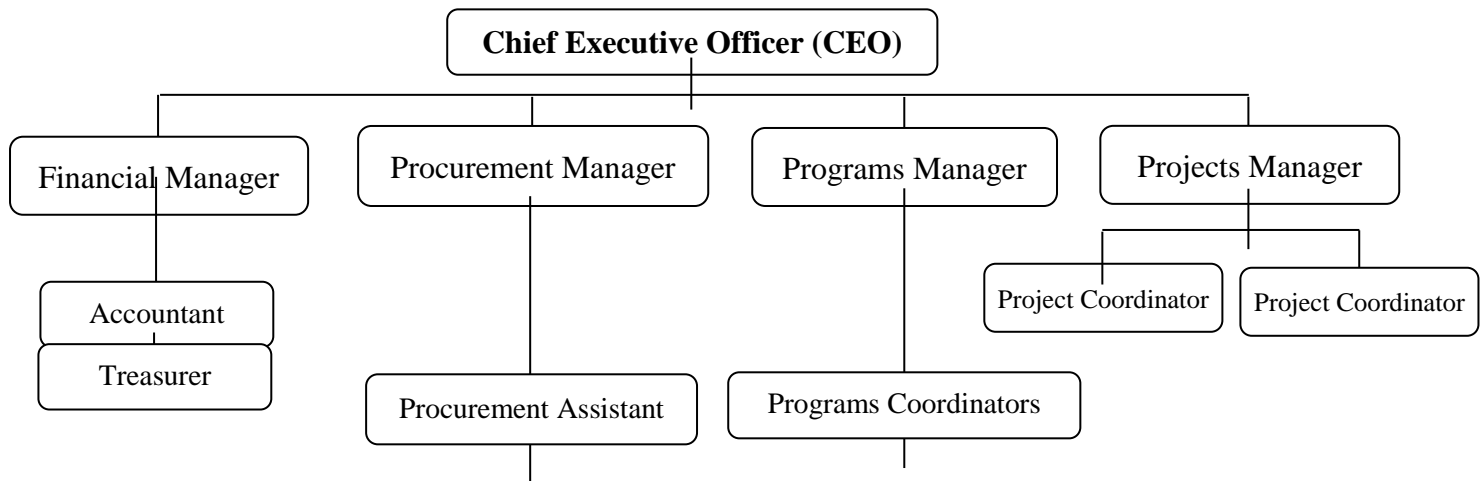 Chief Executive Officer (CEO)
Financial Manager
Procurement Manager
Programs Manager
Projects Manager
Accountant
Treasurer
Project Coordinator
Project Coordinator
Procurement Assistant
Programs Coordinators